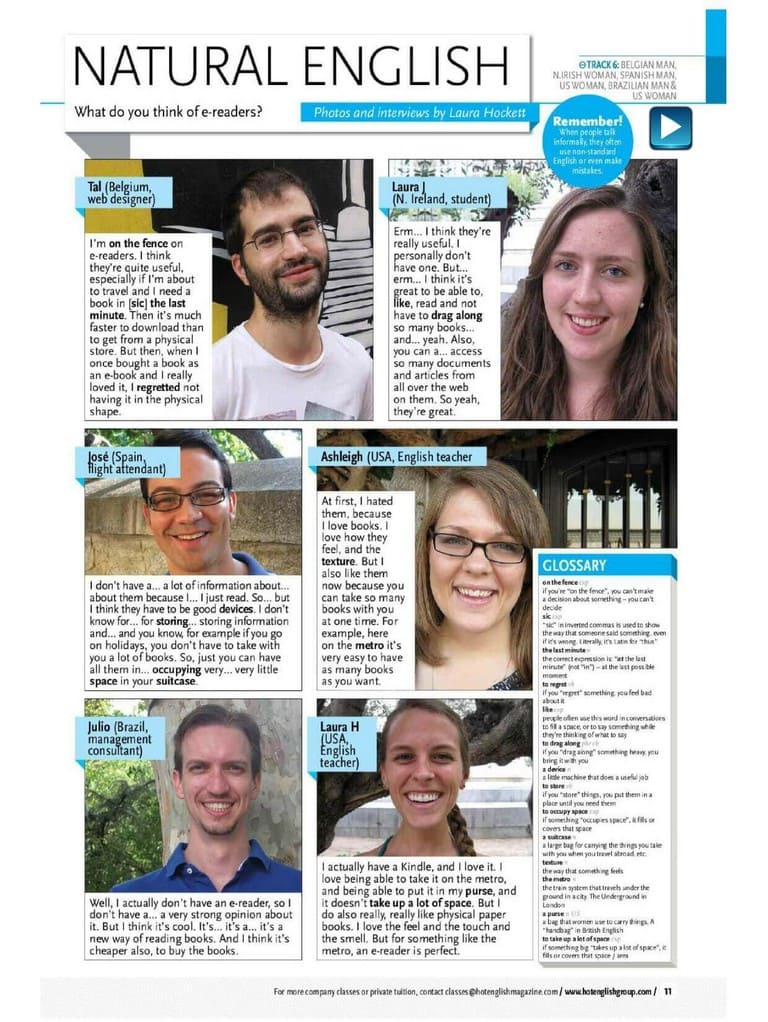 NATURAL ENGLISH
What do you think of e-readers?
Photos and interviews by Laura Hockett
TRACK 6: BELGIAN MAN,
N.IRISH WOMAN, SPANISH MAN,
US WOMAN, BRAZILIAN MAN &
US WOMAN
Remember!
When people talk
informally, they often
use non-standard
English or even make
mistakes.
Tal (Belgium,
web designer)
I'm on the fence on
e-readers. I think
they're quite useful,
especially if I'm about
to travel and I need a
book in [sic] the last
minute. Then it's much
faster to download than
to get from a physical
store. But then, when I
once bought a book as
an e-book and I really
loved it, I regretted not
having it in the physical
shape.
Laura J
(N. Ireland, student)
Erm... I think they're
really useful. I
personally don't
have one. But...
erm... I think it's
great to be able to,
like, read and not
have to drag along
so many books...
and... yeah. Also,
you can a... access
so many documents
and articles from
all over the web
on them. So yeah,
they're great.
José (Spain,
flight attendant)
I don't have a... a lot of information about...
about them because I... I just read. So... but
I think they have to be good devices. I don't
know for... for storing... storing information
and... and you know, for example if you go
on holidays, you don't have to take with
you a lot of books. So, just you can have
all them in... occupying very... very little
space in your suitcase.
Ashleigh (USA, English teacher
At first, I hated
them, because
I love books. I
love how they
feel, and the
texture. But I
also like them
now because you
can take so many
books with you
at one time. For
example, here
on the metro it's
very easy to have
as many books
as you want.
Julio (Brazil,
management
consultant)
Well, I actually don't have an e-reader, so I
don't have a... a very strong opinion about
it. But I think it's cool. It's... it's a... it's a
new way of reading books. And I think it's
cheaper also, to buy the books.
Laura H
(USA,
English
teacher)
I actually have a Kindle, and I love it. I
love being able to take it on the metro,
and being able to put it in my purse, and
it doesn't take up a lot of space. But I
do also really, really like physical paper
books. I love the feel and the touch and
the smell. But for something like the
metro, an e-reader is perfect.
GLOSSARY
on the fence exp
if you're "on the fence", you can't make
a decision about something – you can't
decide
sic exp
"sic" in inverted commas is used to show
the way that someone said something, even
if it's wrong. Literally, it's Latin for "thus"
the last minute n
the correct expression is: "at the last
minute" (not "in") – at the last possible
moment
to regret vb
if you "regret" something, you feel bad
about it
like exp
people often use this word in conversations
to fill a space, or to say something while
they're thinking of what to say
to drag along phr vb
if you "drag along" something heavy, you
bring it with you
a device n
a little machine that does a useful job
to store vb
if you "store" things, you put them in a
place until you need them
to occupy space exp
if something "occupies space", it fills or
covers that space
a suitcase n
a large bag for carrying the things you take
with you when you travel abroad, etc.
texture n
the way that something feels
the metro n
the train system that travels under the
ground in a city. The Underground in
London
a purse n US
a bag that women use to carry things. A
"handbag" in British English
to take up a lot of space exp
if something big "takes up a lot of space", it
fills or covers that space / area
For more company classes or private tuition, contact classes@hotenglishmagazine.com / www.hotenglishgroup.com / 11